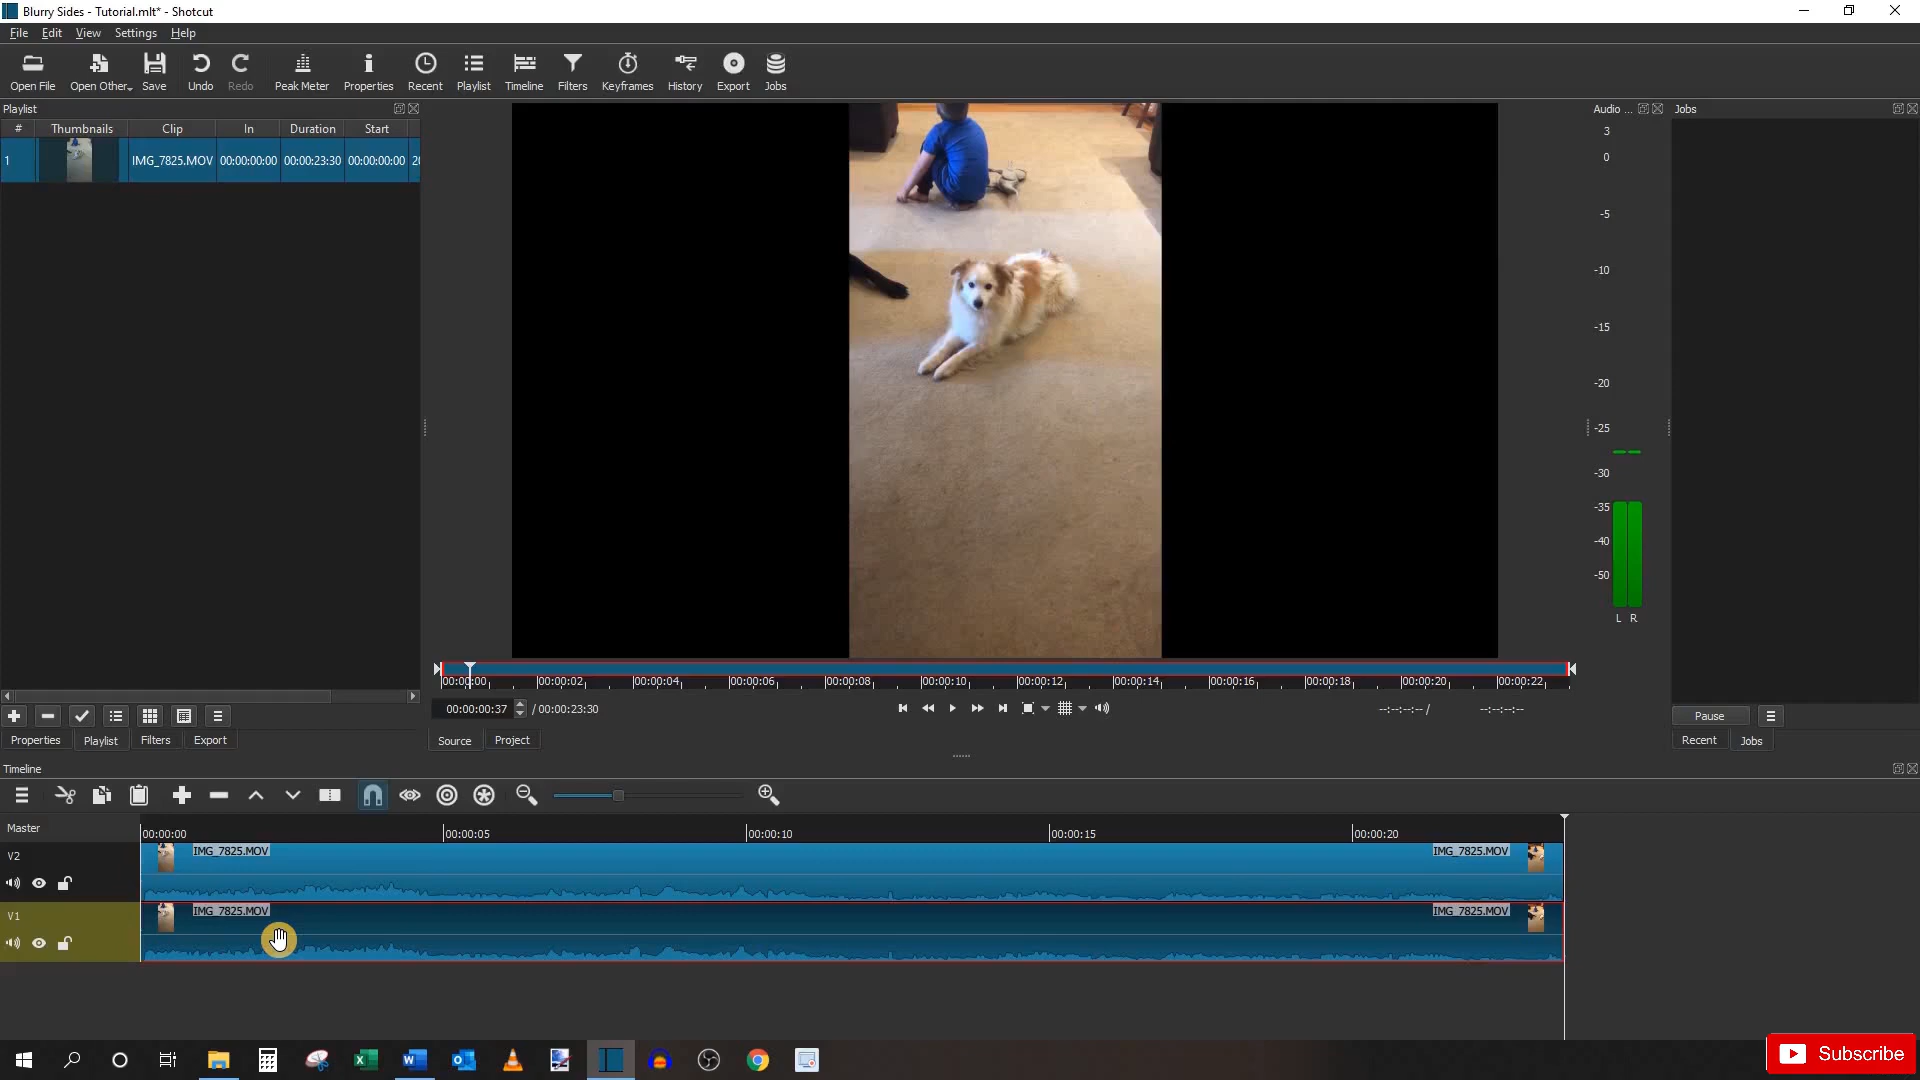 Blurry Sides - Tutorial.mlt* - Shotcut
File Edit View Settings Help
Open File Open Other Save Undo Redo Peak Meter Properties Recent Playlist Timeline Filters Keyframes History Export Jobs
Playlist
# Thumbnails Clip In Duration Start
1 IMG_7825.MOV 00:00:00:00 00:00:23:30 00:00:00:00 20
Audio ...
3
0
-5
-10
-15
-20
-25
-30
-35
-40
-50
L R
Jobs
00:00:00 00:00:02 00:00:04 00:00:06 00:00:08 00:00:10 00:00:12 00:00:14 00:00:16 00:00:18 00:00:20 00:00:22
00:00:00:37 / 00:00:23:30 --:--:--:-- / --:--:--:--
Pause
Properties Playlist Filters Export
Source Project
Recent Jobs
Timeline
Master
00:00:00 00:00:05 00:00:10 00:00:15 00:00:20
V2 IMG_7825.MOV IMG_7825.MOV
V1 IMG_7825.MOV IMG_7825.MOV
Subscribe